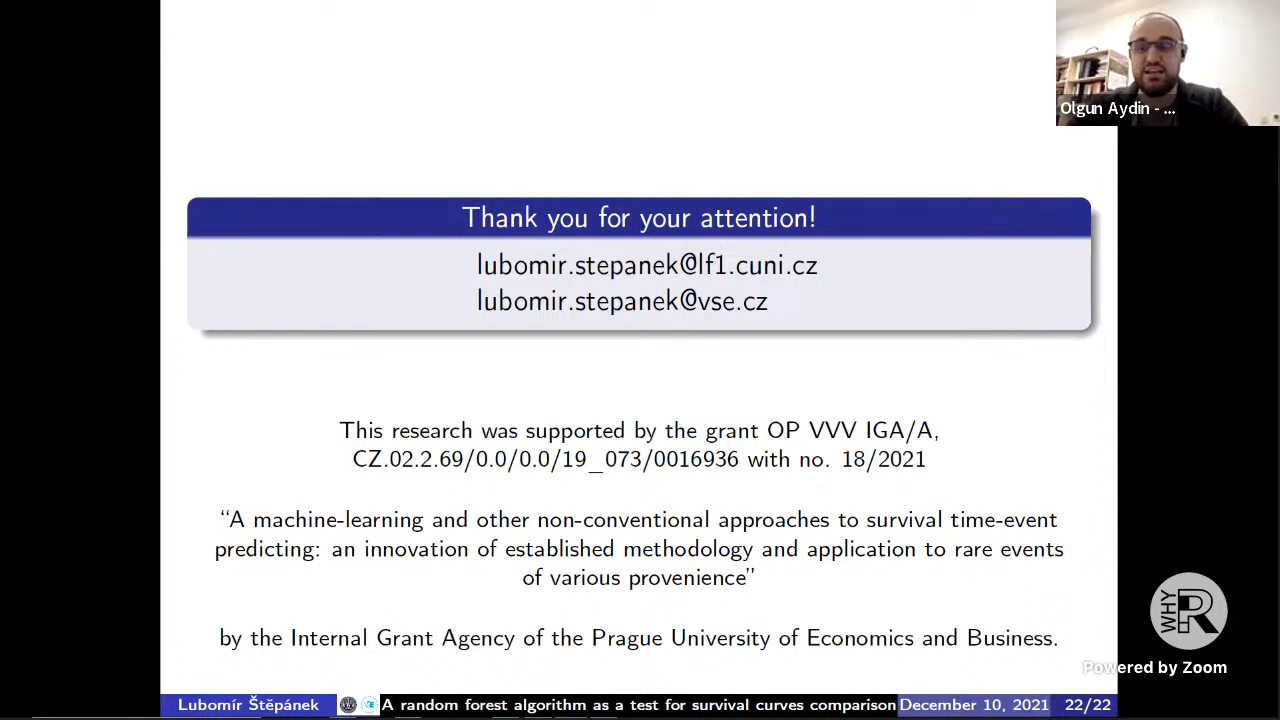 Olgun Aydin - ...
Thank you for your attention!
lubomir.stepanek@lf1.cuni.cz
lubomir.stepanek@vse.cz
This research was supported by the grant OP VVV IGA/A,
CZ.02.2.69/0.0/0.0/19_073/0016936 with no. 18/2021
“A machine-learning and other non-conventional approaches to survival time-event
predicting: an innovation of established methodology and application to rare events
of various provenience”
by the Internal Grant Agency of the Prague University of Economics and Business.
WHY R
Powered by Zoom
Lubomír Štěpánek A random forest algorithm as a test for survival curves comparison December 10, 2021 22/22